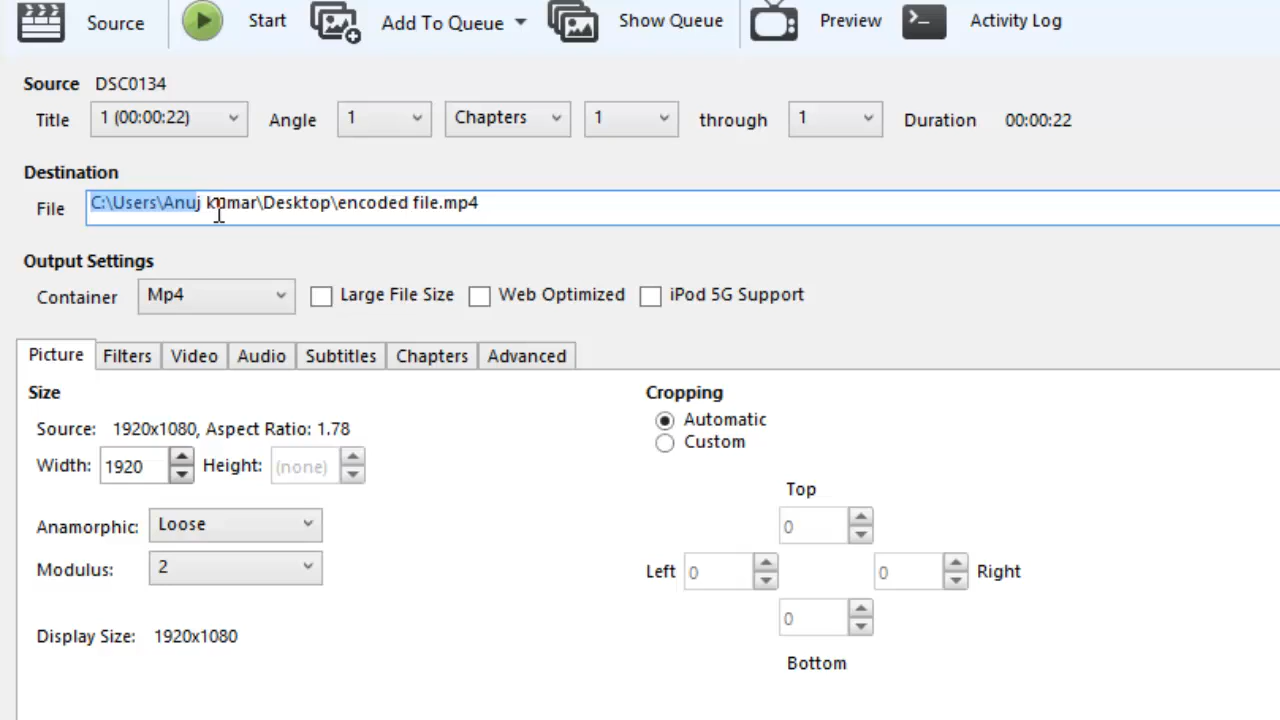 Source Start Add To Queue Show Queue Preview Activity Log
Source DSC0134
Title 1 (00:00:22) Angle 1 Chapters 1 through 1 Duration 00:00:22
Destination
File C:\Users\Anuj kumar\Desktop\encoded file.mp4
Output Settings
Container Mp4 Large File Size Web Optimized iPod 5G Support
Picture Filters Video Audio Subtitles Chapters Advanced
Size
Source: 1920x1080, Aspect Ratio: 1.78
Width: 1920 Height: (none)
Anamorphic: Loose
Modulus: 2
Display Size: 1920x1080
Cropping
Automatic
Custom
Top
0
Left 0 0 Right
0
Bottom